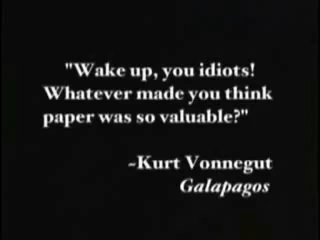 "Wake up, you idiots!
Whatever made you think
paper was so valuable?"
-Kurt Vonnegut
Galapagos